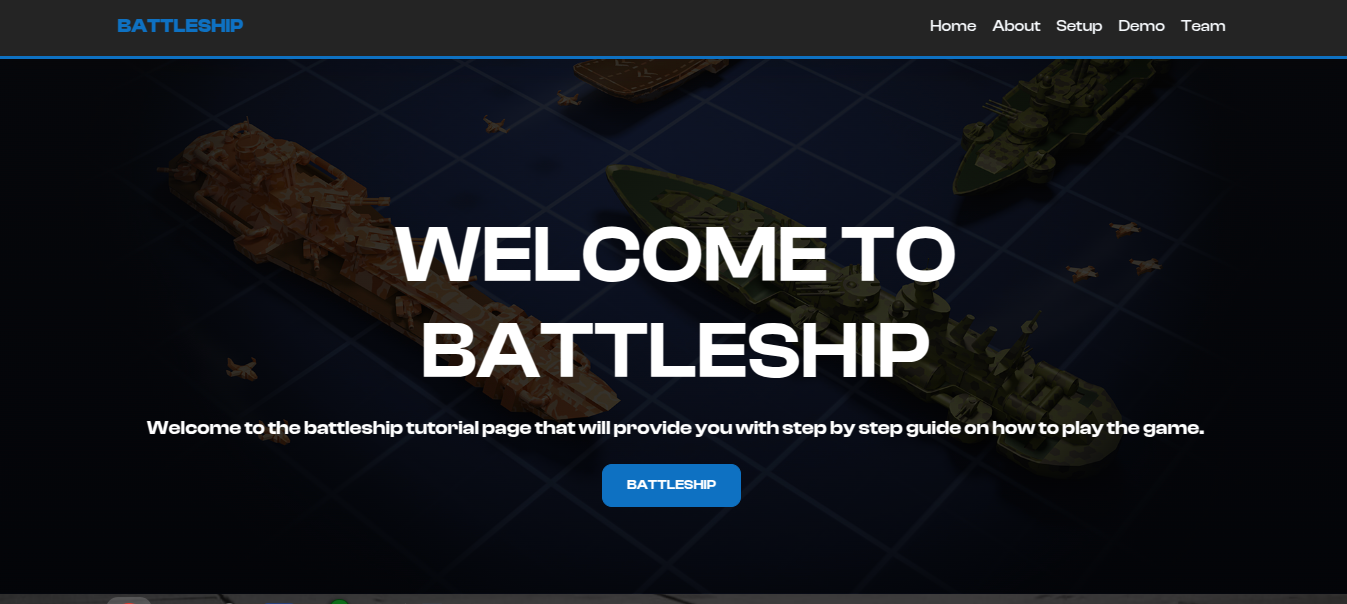 BATTLESHIP
Home About Setup Demo Team
WELCOME TO
BATTLESHIP
Welcome to the battleship tutorial page that will provide you with step by step guide on how to play the game.
BATTLESHIP